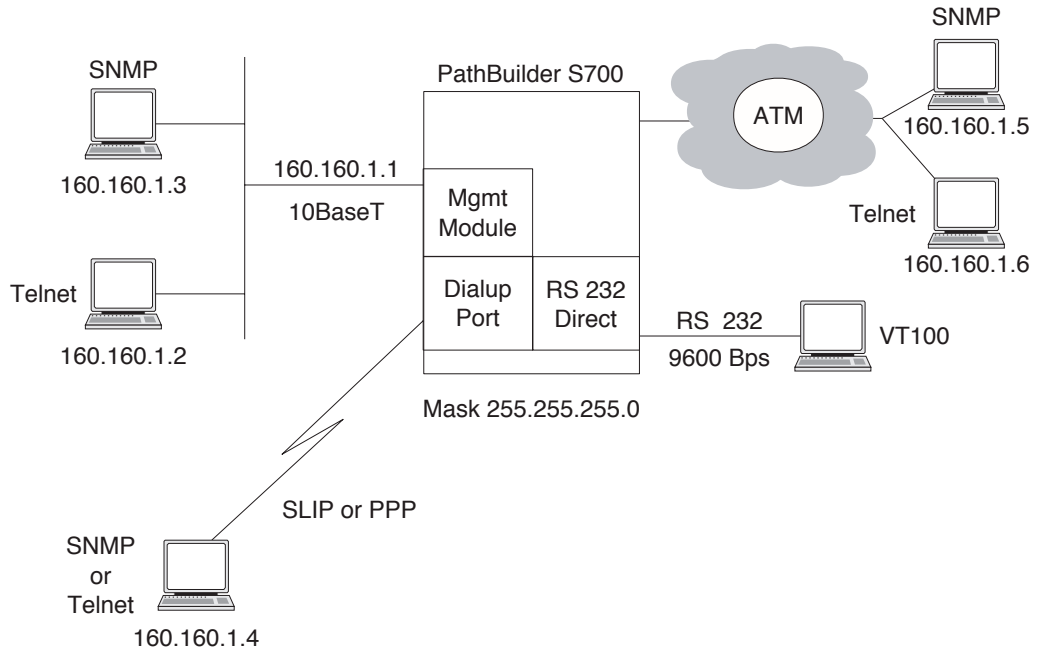 SNMP
160.160.1.3
Telnet
160.160.1.2
160.160.1.1
10BaseT
PathBuilder S700
Mgmt
Module
Dialup
Port
RS 232
Direct
Mask 255.255.255.0
ATM
SNMP
160.160.1.5
Telnet
160.160.1.6
RS 232
9600 Bps
VT100
SLIP or PPP
SNMP
or
Telnet
160.160.1.4